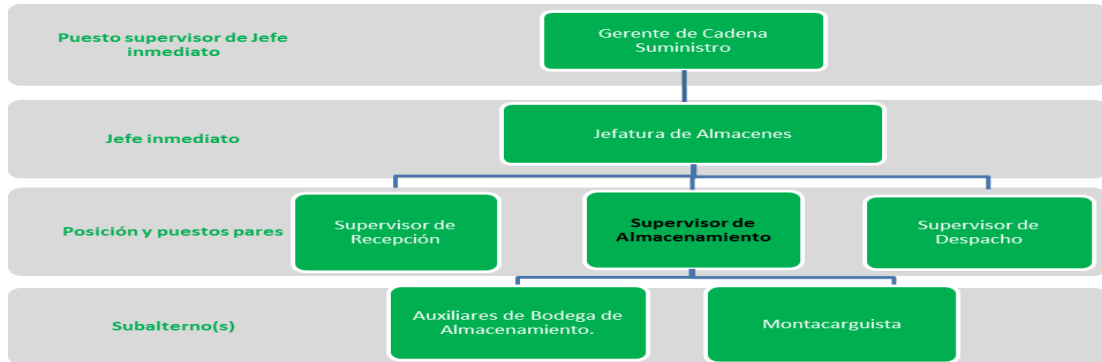 Puesto supervisor de Jefe
inmediato
Gerente de Cadena
Suministro
Jefe inmediato
Jefatura de Almacenes
Posición y puestos pares
Supervisor de
Recepción
Supervisor de
Almacenamiento
Supervisor de
Despacho
Subalterno(s)
Auxiliares de Bodega de
Almacenamiento.
Montacarguista